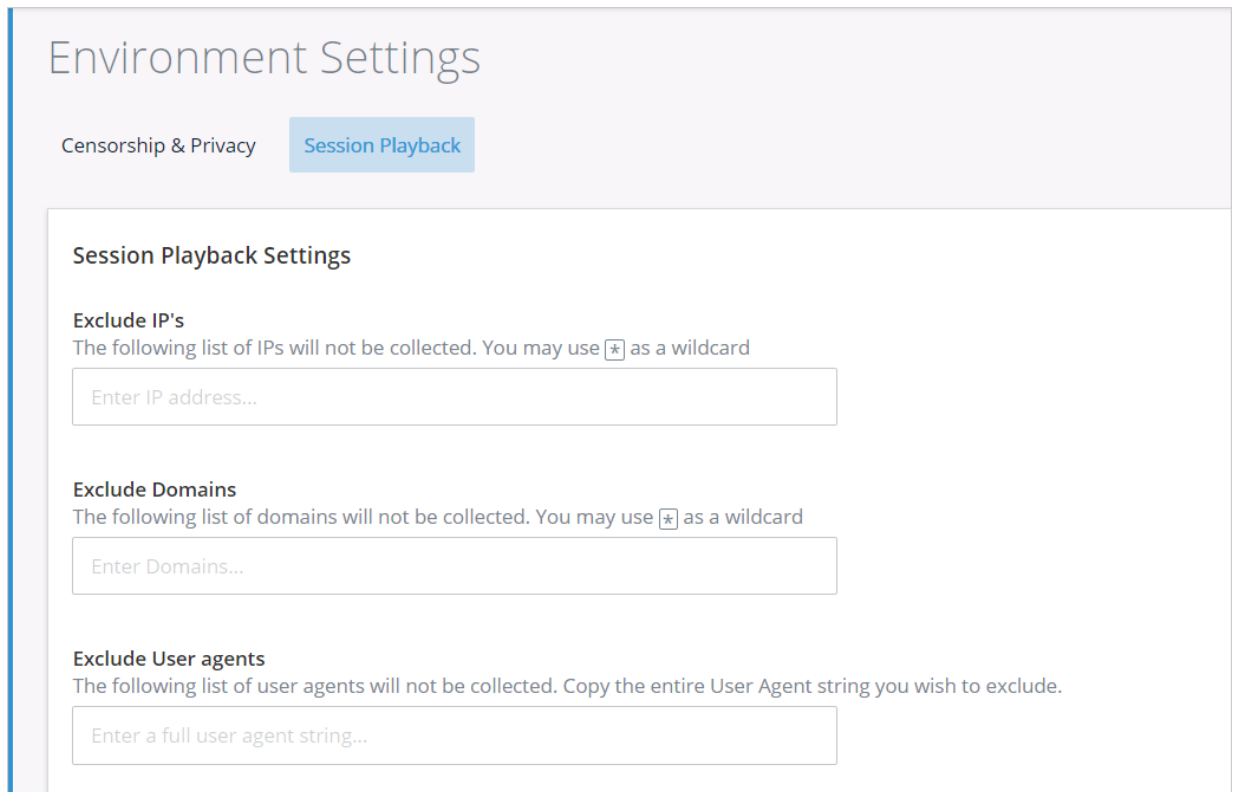 Environment Settings
Censorship & Privacy
Session Playback
Session Playback Settings
Exclude IP's
The following list of IPs will not be collected. You may use * as a wildcard
Enter IP address...
Exclude Domains
The following list of domains will not be collected. You may use * as a wildcard
Enter Domains...
Exclude User agents
The following list of user agents will not be collected. Copy the entire User Agent string you wish to exclude.
Enter a full user agent string...